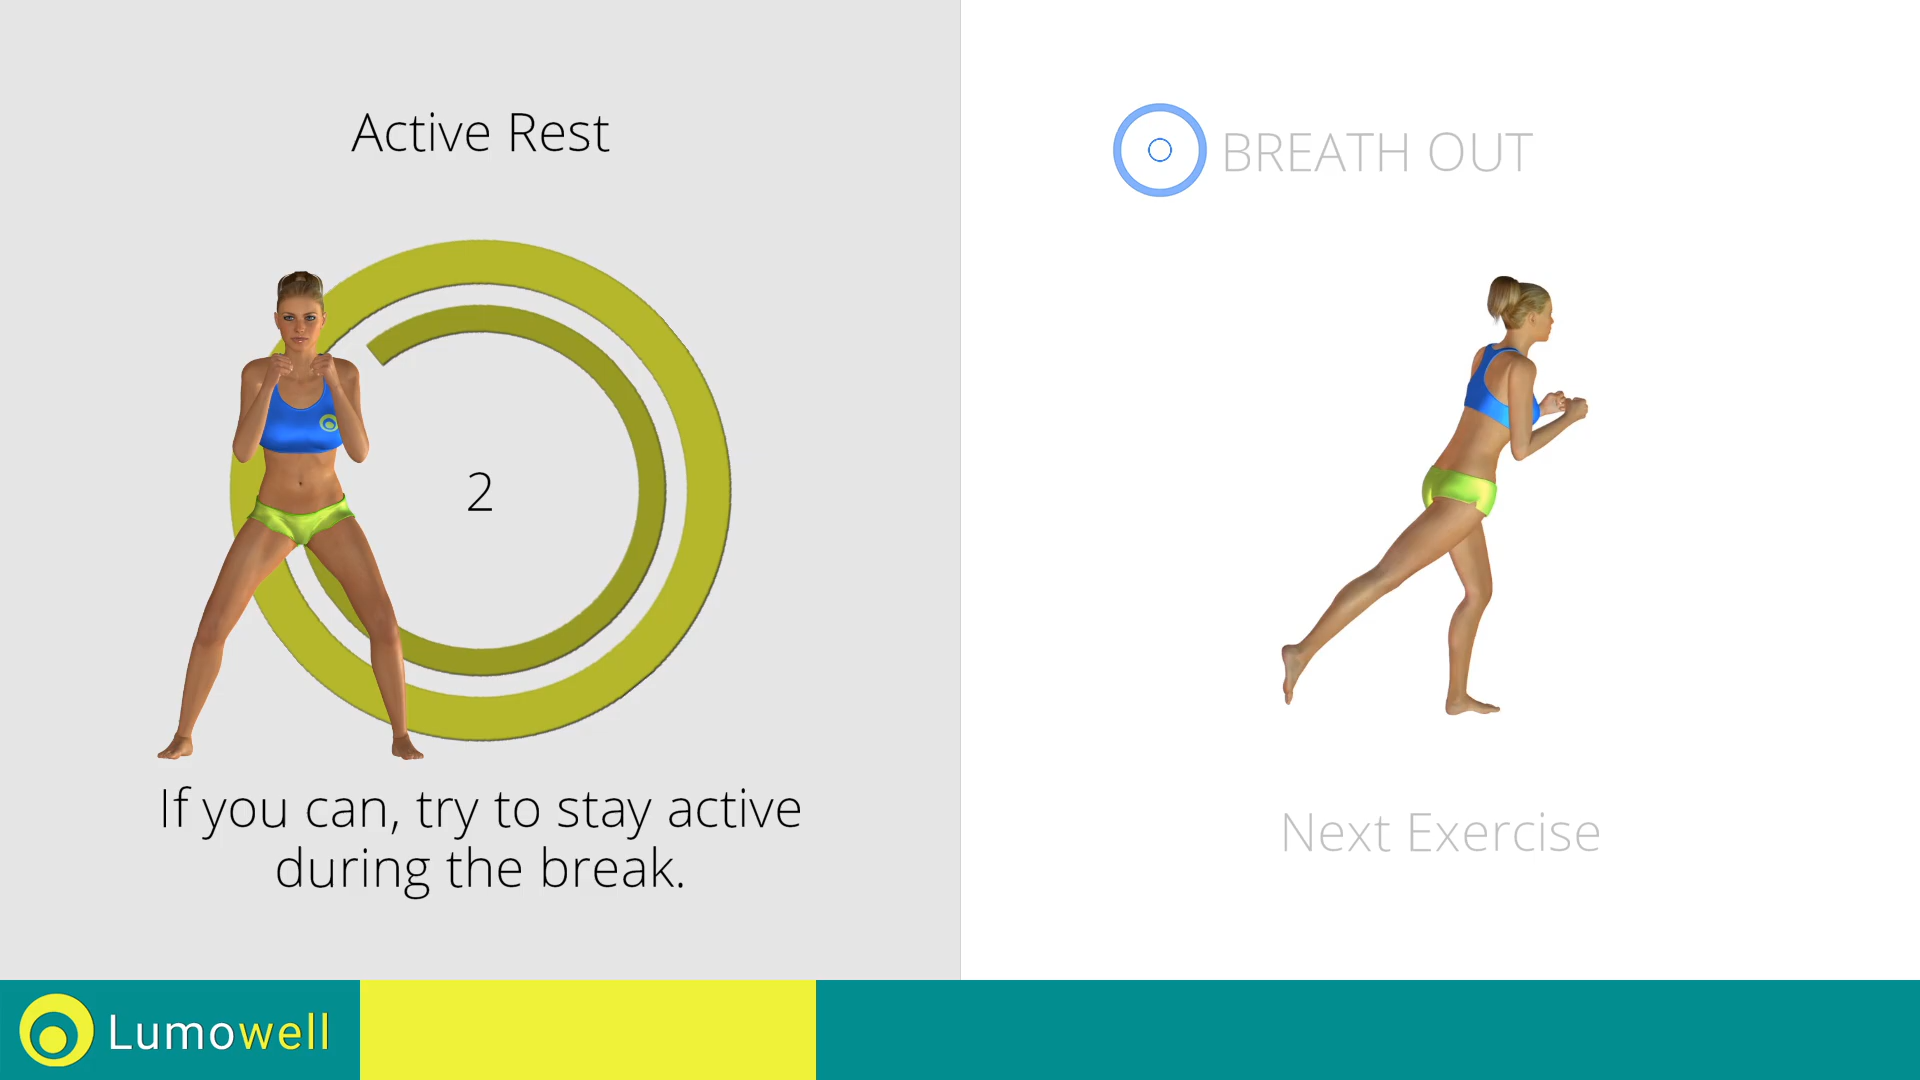 Active Rest
2
If you can, try to stay active
during the break.
BREATH OUT
Next Exercise
Lumowell